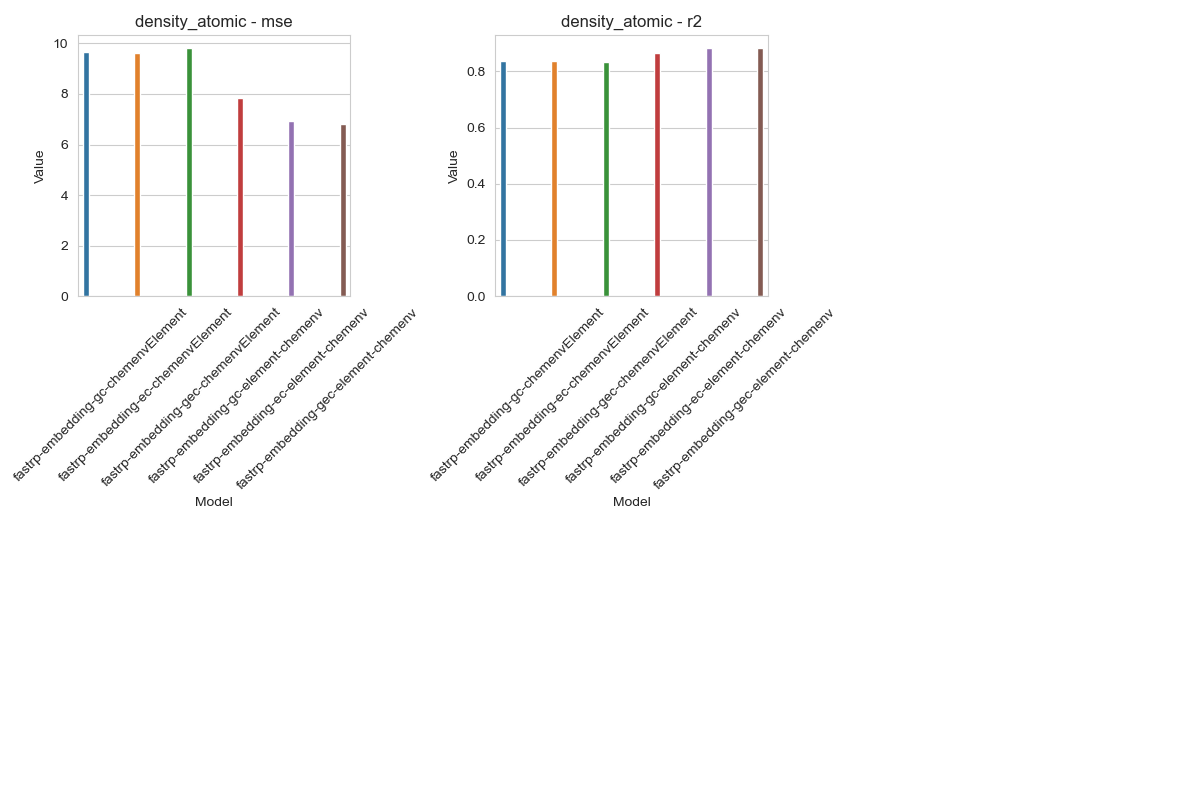 density_atomic - mse
10
8
6
4
2
0
Value
fastrp-embedding-gc-chemenvElement
fastrp-embedding-ec-chemenvElement
fastrp-embedding-gec-chemenvElement
fastrp-embedding-gc-element-chemenv
fastrp-embedding-ec-element-chemenv
fastrp-embedding-gec-element-chemenv
Model
density_atomic - r2
0.8
0.6
0.4
0.2
0.0
Value
fastrp-embedding-gc-chemenvElement
fastrp-embedding-ec-chemenvElement
fastrp-embedding-gec-chemenvElement
fastrp-embedding-gc-element-chemenv
fastrp-embedding-ec-element-chemenv
fastrp-embedding-gec-element-chemenv
Model